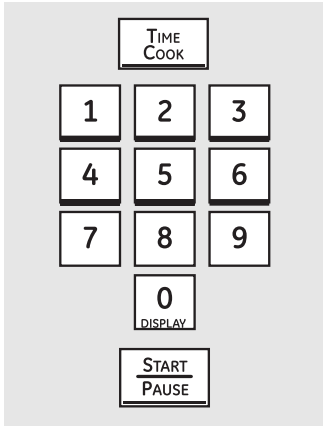 TIME
COOK
1 2 3
4 5 6
7 8 9
0
DISPLAY
START
PAUSE